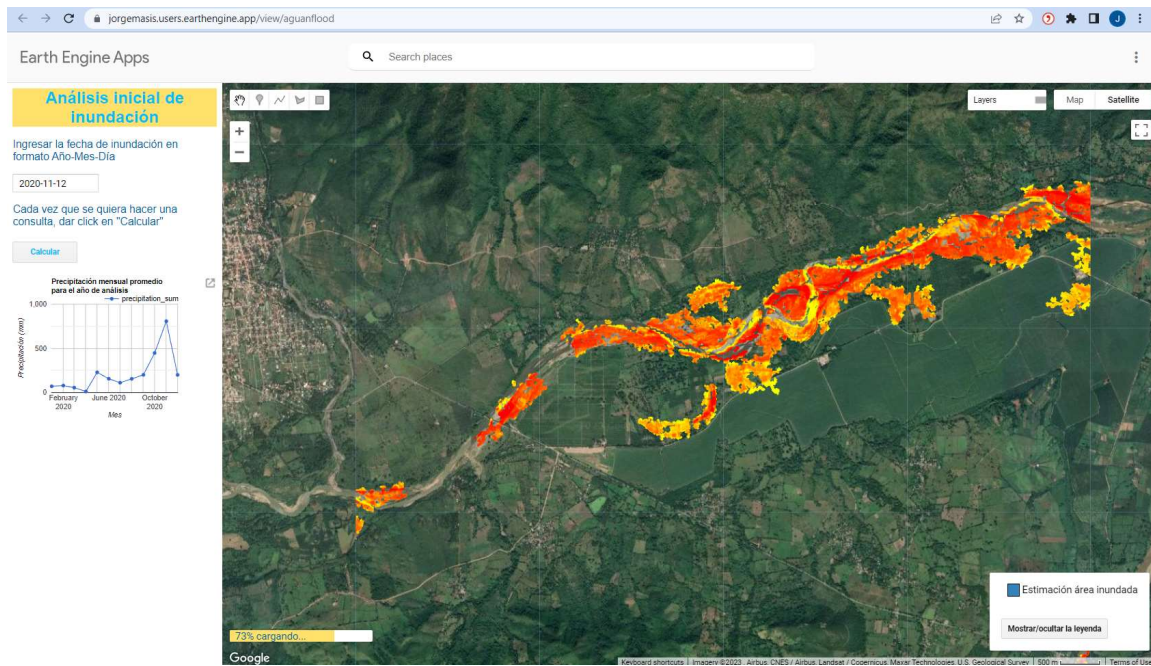 jorgemasis.users.earthengine.app/view/aguanflood
J
Earth Engine Apps
Search places
Análisis inicial de
inundación
Ingresar la fecha de inundación en
formato Año-Mes-Día
2020-11-12
Cada vez que se quiera hacer una
consulta, dar click en "Calcular"
Calcular
Precipitación mensual promedio
para el año de análisis
precipitation_sum
1,000
500
0
Precipitación (mm)
February
2020
June 2020
October
2020
Mes
Layers
Map
Satellite
+
−
73% cargando...
Google
Estimación área inundada
Mostrar/ocultar la leyenda
Keyboard shortcuts
Imagery ©2023 , Airbus, CNES / Airbus, Landsat / Copernicus, Maxar Technologies, U.S. Geological Survey
500 m
Terms of Use